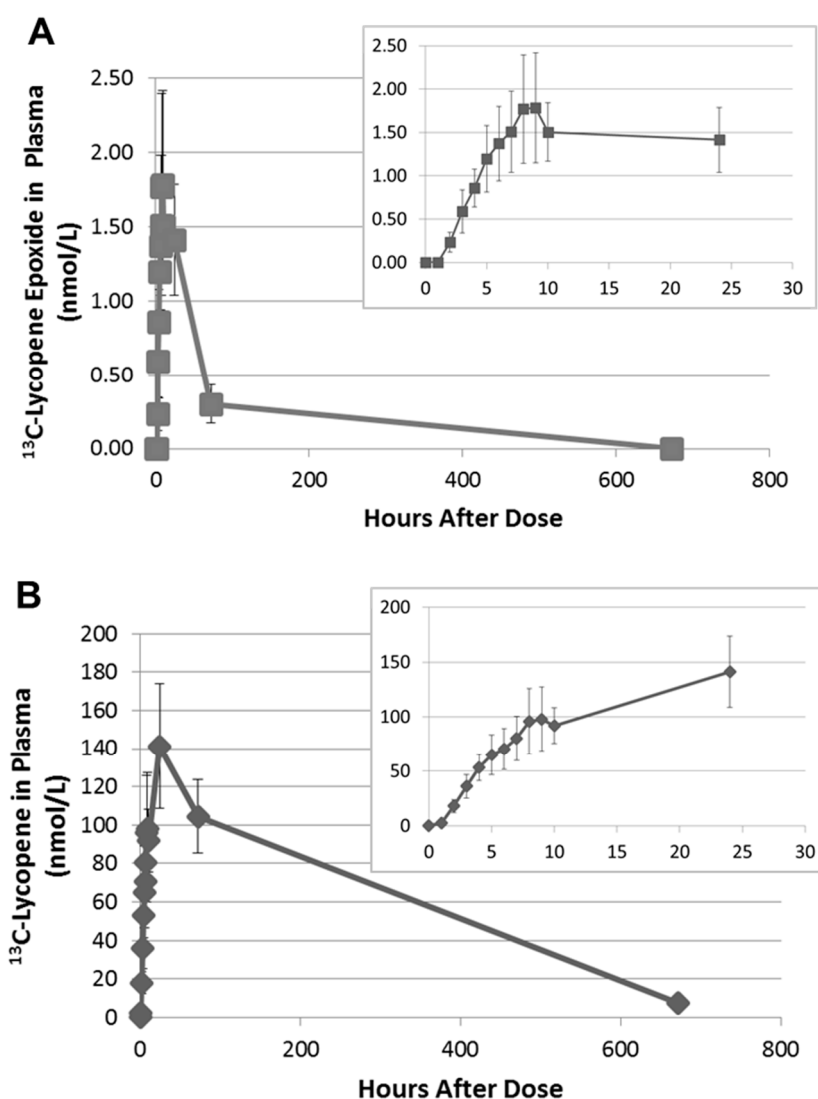 A
2.50
2.00
1.50
1.00
0.50
0.00
0 200 400 600 800
¹³C-Lycopene Epoxide in Plasma
(nmol/L)
Hours After Dose
2.50
2.00
1.50
1.00
0.50
0.00
0 5 10 15 20 25 30
B
200
180
160
140
120
100
80
60
40
20
0
0 200 400 600 800
¹³C-Lycopene in Plasma
(nmol/L)
Hours After Dose
200
150
100
50
0
0 5 10 15 20 25 30